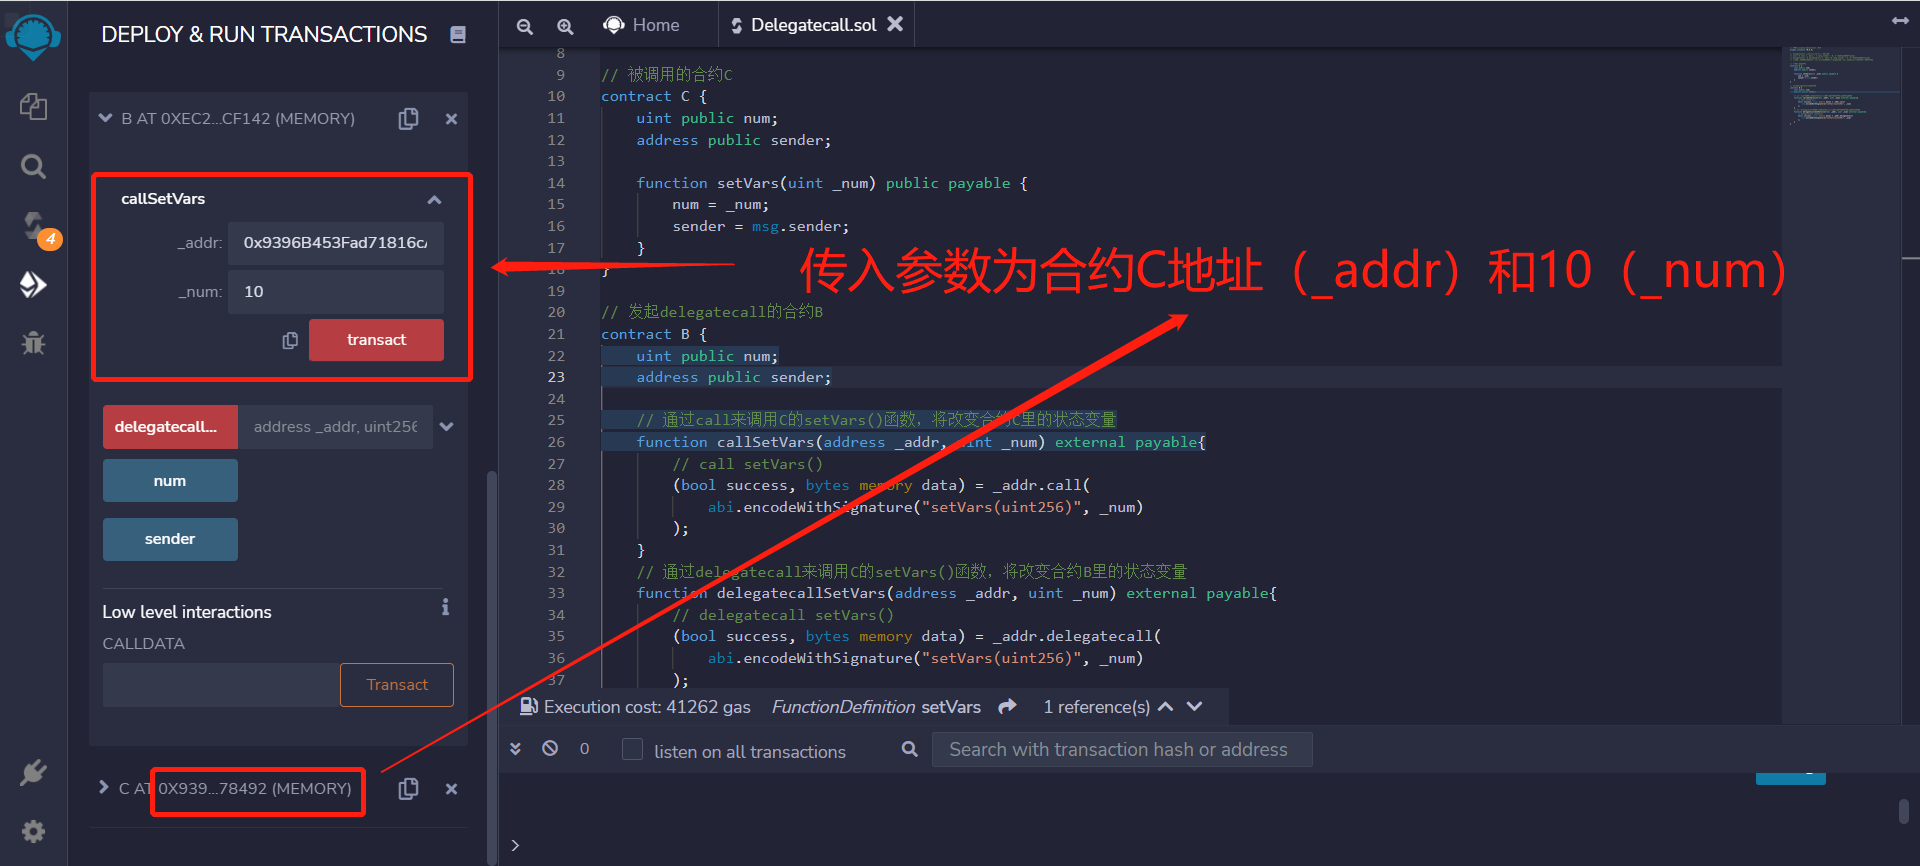 DEPLOY & RUN TRANSACTIONS
B AT 0XEC2...CF142 (MEMORY)
callSetVars
_addr: 0x9396B453Fad71816c
_num: 10
transact
delegatecall... address _addr, uint256
num
sender
Low level interactions
CALLDATA
Transact
C AT 0X939...78492 (MEMORY)
4
Home
Delegatecall.sol
8
9 // 被调用的合约C
10 contract C {
11 uint public num;
12 address public sender;
13
14 function setVars(uint _num) public payable {
15 num = _num;
16 sender = msg.sender;
17 }
18 }
19
20 // 发起delegatecall的合约B
21 contract B {
22 uint public num;
23 address public sender;
24
25 // 通过call来调用C的setVars()函数，将改变合约C里的状态变量
26 function callSetVars(address _addr, uint _num) external payable{
27 // call setVars()
28 (bool success, bytes memory data) = _addr.call(
29 abi.encodeWithSignature("setVars(uint256)", _num)
30 );
31 }
32 // 通过delegatecall来调用C的setVars()函数，将改变合约B里的状态变量
33 function delegatecallSetVars(address _addr, uint _num) external payable{
34 // delegatecall setVars()
35 (bool success, bytes memory data) = _addr.delegatecall(
36 abi.encodeWithSignature("setVars(uint256)", _num)
37 );
传入参数为合约C地址（_addr）和10（_num）
Execution cost: 41262 gas FunctionDefinition setVars 1 reference(s)
0 listen on all transactions Search with transaction hash or address
>